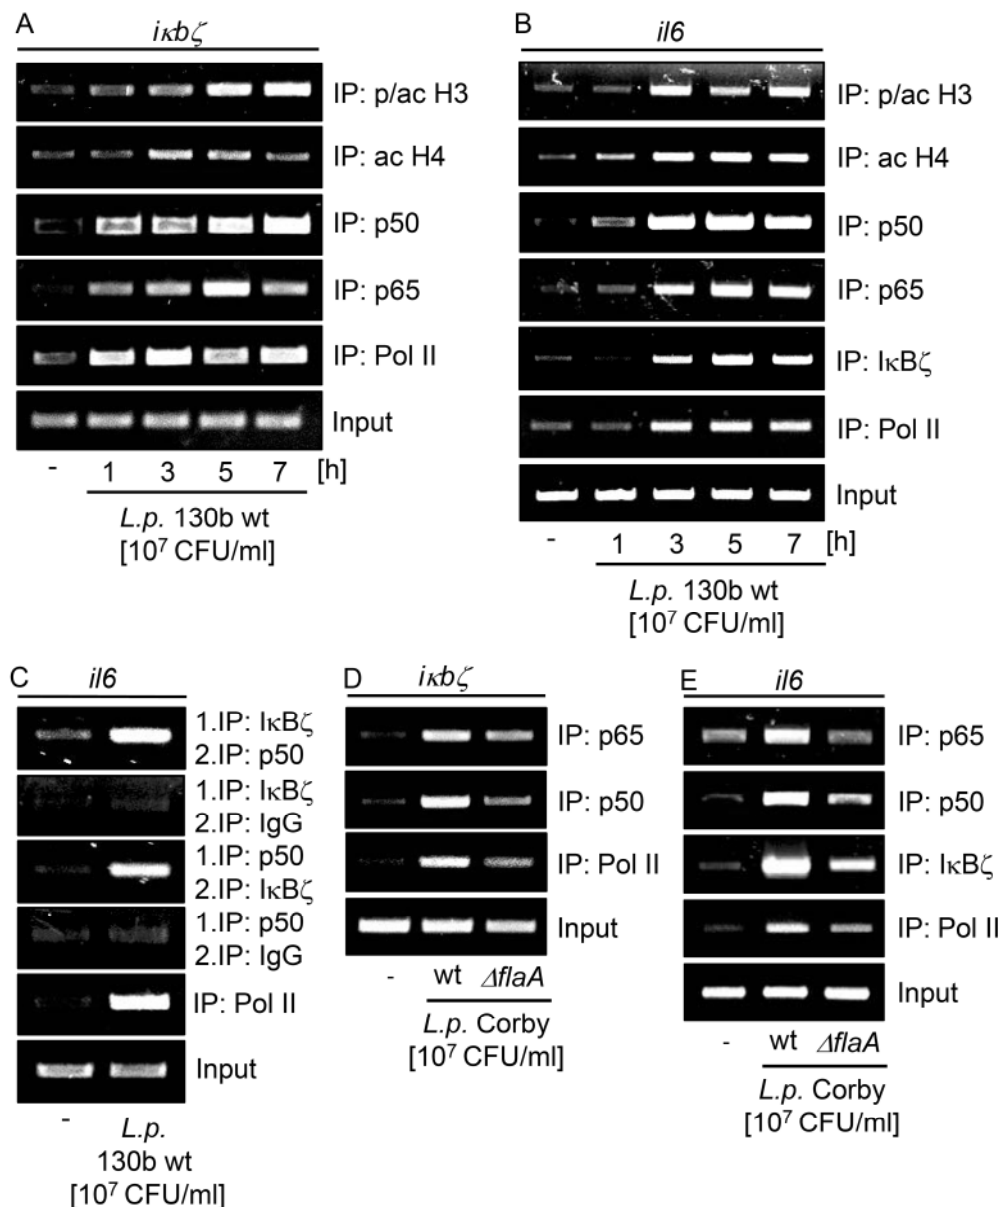 A
iκbζ
IP: p/ac H3
IP: ac H4
IP: p50
IP: p65
IP: Pol II
Input
- 1 3 5 7 [h]
L.p. 130b wt
[10⁷ CFU/ml]
B
il6
IP: p/ac H3
IP: ac H4
IP: p50
IP: p65
IP: IκBζ
IP: Pol II
Input
- 1 3 5 7 [h]
L.p. 130b wt
[10⁷ CFU/ml]
C
il6
1.IP: IκBζ
2.IP: p50
1.IP: IκBζ
2.IP: IgG
1.IP: p50
2.IP: IκBζ
1.IP: p50
2.IP: IgG
IP: Pol II
Input
- L.p.
130b wt
[10⁷ CFU/ml]
D
iκbζ
IP: p65
IP: p50
IP: Pol II
Input
- wt ΔflaA
L.p. Corby
[10⁷ CFU/ml]
E
il6
IP: p65
IP: p50
IP: IκBζ
IP: Pol II
Input
- wt ΔflaA
L.p. Corby
[10⁷ CFU/ml]